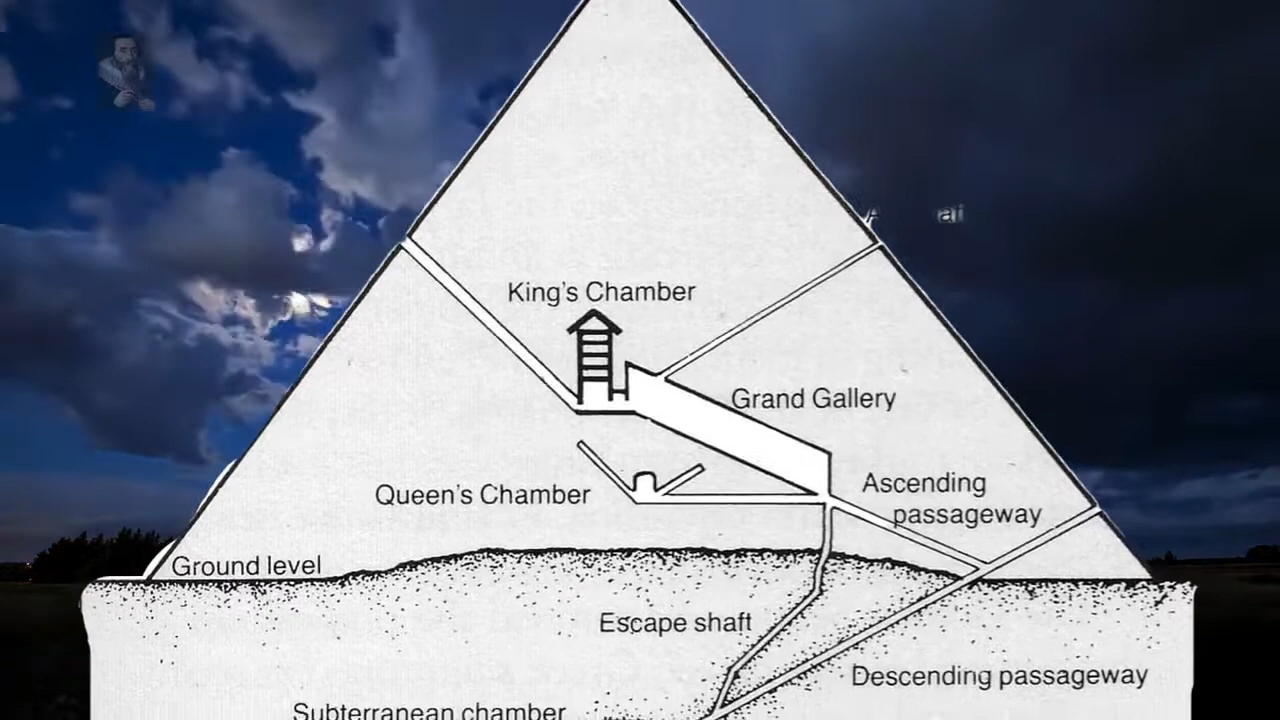 King's Chamber
Grand Gallery
Queen's Chamber
Ascending
passageway
Ground level
Escape shaft
Descending passageway
Subterranean chamber